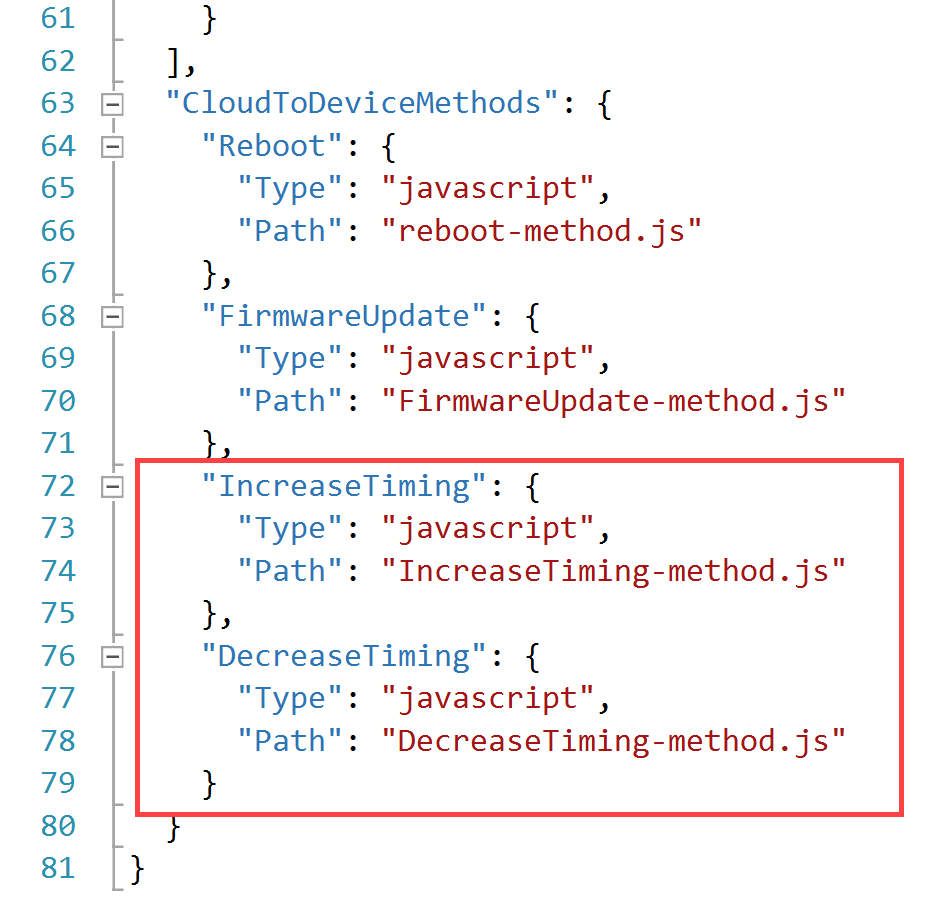 61 }
62 ],
63 "CloudToDeviceMethods": {
64 "Reboot": {
65 "Type": "javascript",
66 "Path": "reboot-method.js"
67 },
68 "FirmwareUpdate": {
69 "Type": "javascript",
70 "Path": "FirmwareUpdate-method.js"
71 },
72 "IncreaseTiming": {
73 "Type": "javascript",
74 "Path": "IncreaseTiming-method.js"
75 },
76 "DecreaseTiming": {
77 "Type": "javascript",
78 "Path": "DecreaseTiming-method.js"
79 }
80 }
81 }